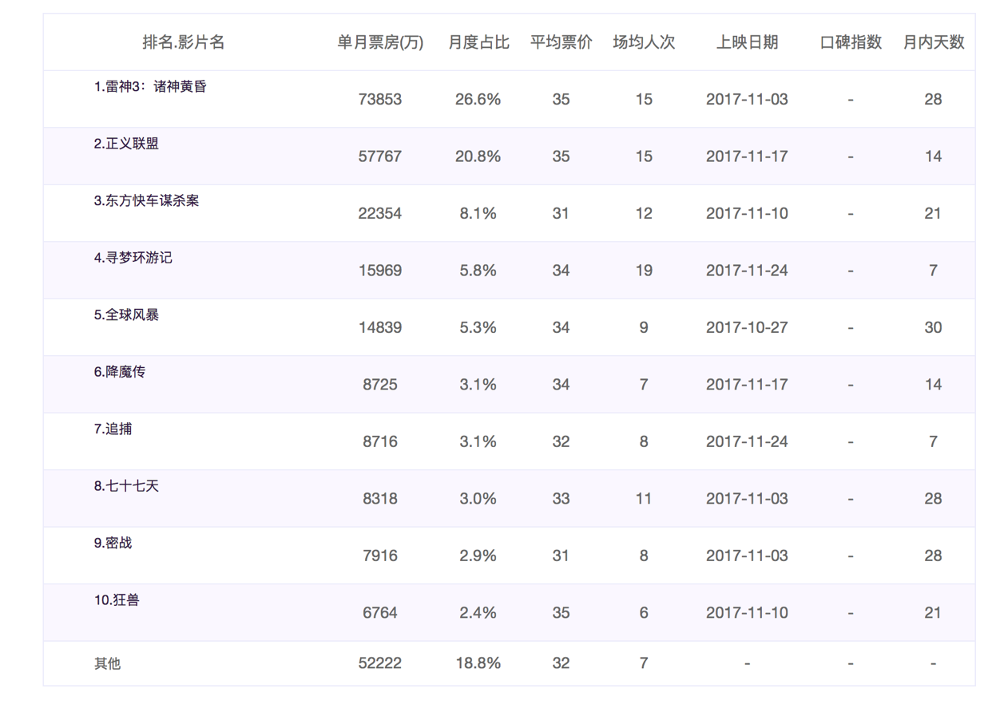 排名.影片名 单月票房(万) 月度占比 平均票价 场均人次 上映日期 口碑指数 月内天数
1.雷神3：诸神黄昏 73853 26.6% 35 15 2017-11-03 - 28
2.正义联盟 57767 20.8% 35 15 2017-11-17 - 14
3.东方快车谋杀案 22354 8.1% 31 12 2017-11-10 - 21
4.寻梦环游记 15969 5.8% 34 19 2017-11-24 - 7
5.全球风暴 14839 5.3% 34 9 2017-10-27 - 30
6.降魔传 8725 3.1% 34 7 2017-11-17 - 14
7.追捕 8716 3.1% 32 8 2017-11-24 - 7
8.七十七天 8318 3.0% 33 11 2017-11-03 - 28
9.密战 7916 2.9% 31 8 2017-11-03 - 28
10.狂兽 6764 2.4% 35 6 2017-11-10 - 21
其他 52222 18.8% 32 7 - - -